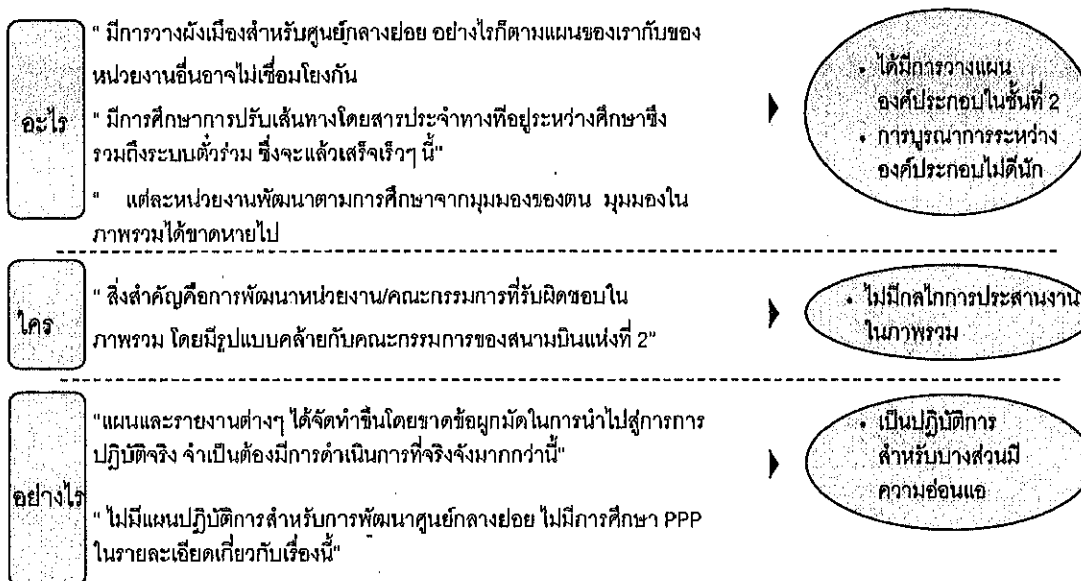 อะไร
" มีการวางผังเมืองสำหรับศูนย์กลางย่อย อย่างไรก็ตามแผนของเรากับของ
หน่วยงานอื่นอาจไม่เชื่อมโยงกัน
" มีการศึกษาการปรับเส้นทางโดยสารประจำทางที่อยู่ระหว่างศึกษาซึ่ง
รวมถึงระบบตั๋วร่วม ซึ่งจะแล้วเสร็จเร็วๆ นี้"
" แต่ละหน่วยงานพัฒนาตามการศึกษาจากมุมมองของตน มุมมองใน
ภาพรวมได้ขาดหายไป
• ได้มีการวางแผน
องค์ประกอบในชั้นที่ 2
• การบูรณาการระหว่าง
องค์ประกอบไม่ดีนัก
ใคร
" สิ่งสำคัญคือการพัฒนาหน่วยงาน/คณะกรรมการที่รับผิดชอบใน
ภาพรวม โดยมีรูปแบบคล้ายกับคณะกรรมการของสนามบินแห่งที่ 2"
• ไม่มีกลไกการประสานงาน
ในภาพรวม
อย่างไร
"แผนและรายงานต่างๆ ได้จัดทำขึ้นโดยขาดข้อผูกมัดในการนำไปสู่การการ
ปฏิบัติจริง จำเป็นต้องมีการดำเนินการที่จริงจังมากกว่านี้"
" ไม่มีแผนปฏิบัติการสำหรับการพัฒนาศูนย์กลางย่อย ไม่มีการศึกษา PPP
ในรายละเอียดเกี่ยวกับเรื่องนี้"
• เป็นปฏิบัติการ
สำหรับบางส่วนมี
ความอ่อนแอ